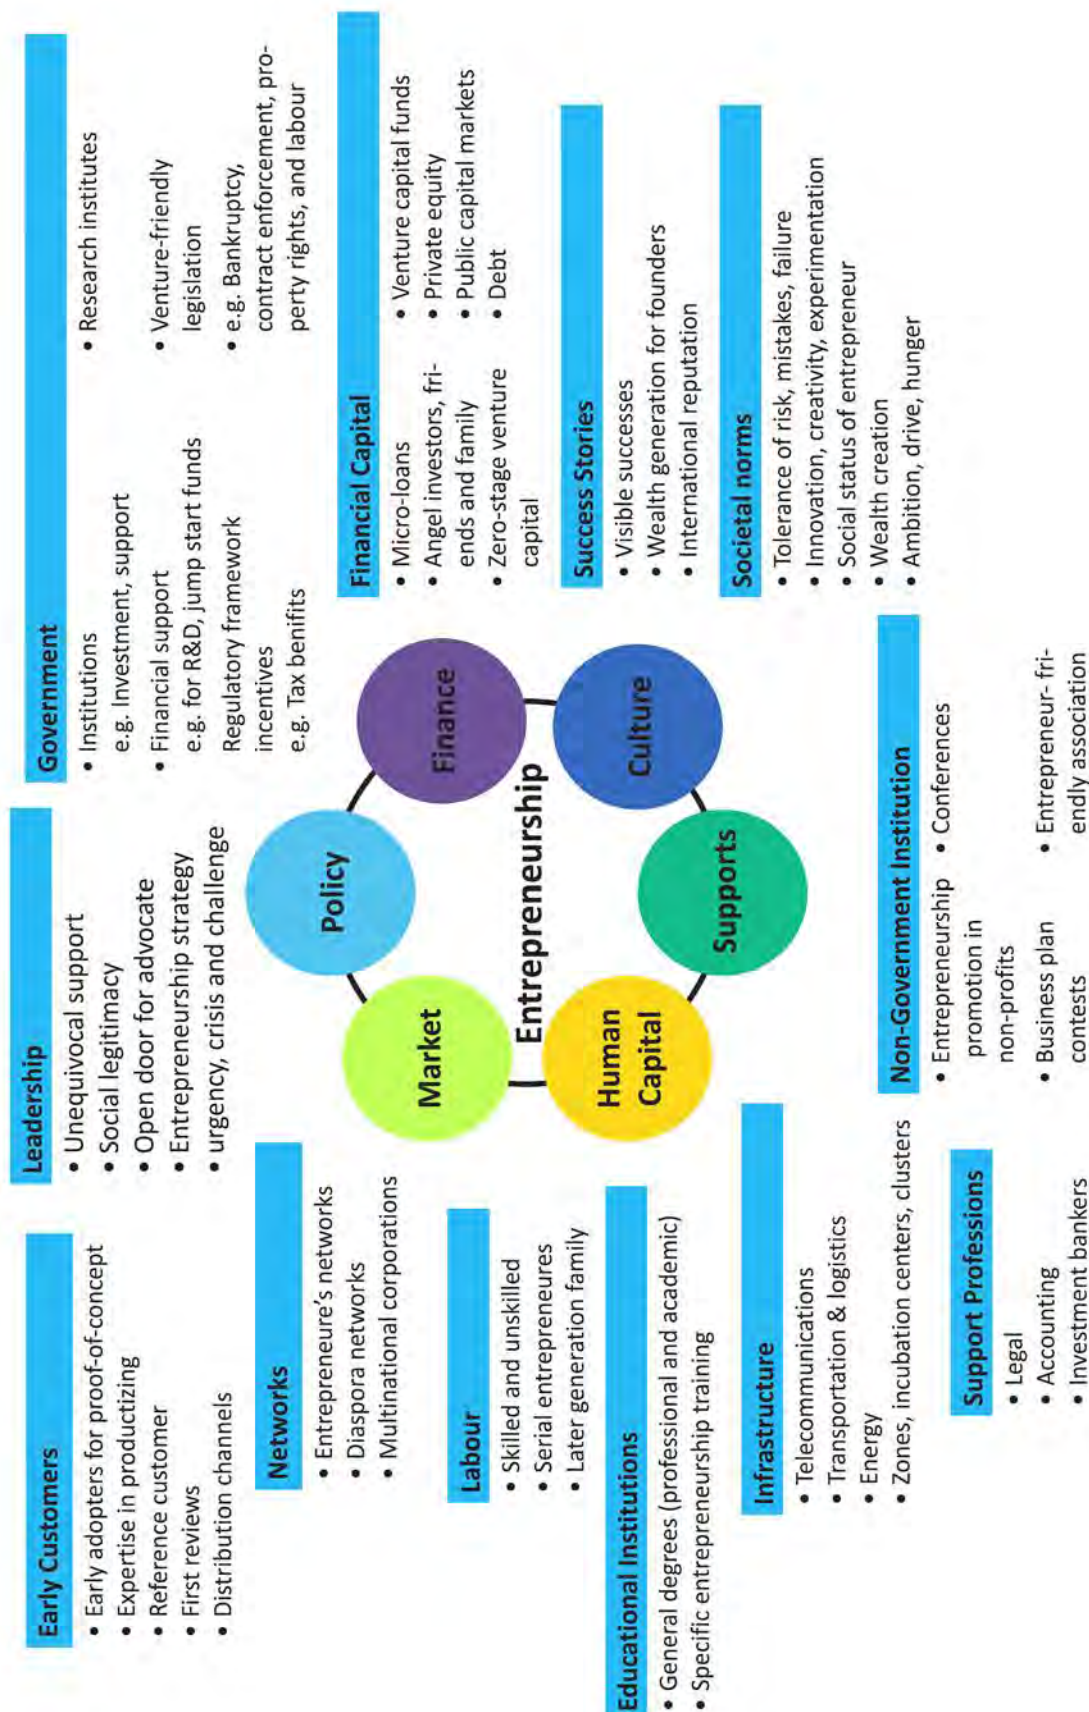 Early Customers
• Early adopters for proof-of-concept
• Expertise in productizing
• Reference customer
• First reviews
• Distribution channels
Leadership
• Unequivocal support
• Social legitimacy
• Open door for advocate
• Entrepreneurship strategy
• urgency, crisis and challenge
Government
• Institutions
e.g. Investment, support
• Financial support
e.g. for R&D, jump start funds
Regulatory framework
incentives
e.g. Tax benifits
• Research institutes
• Venture-friendly
legislation
• e.g. Bankruptcy,
contract enforcement, pro-
perty rights, and labour
Networks
• Entrepreneure's networks
• Diaspora networks
• Multinational corporations
Labour
• Skilled and unskilled
• Serial entrepreneures
• Later generation family
Educational Institutions
• General degrees (professional and academic)
• Specific entrepreneurship training
Policy
Market
Finance
Entrepreneurship
Human
Capital
Culture
Supports
Financial Capital
• Micro-loans
• Angel investors, fri-
ends and family
• Zero-stage venture
capital
• Venture capital funds
• Private equity
• Public capital markets
• Debt
Success Stories
• Visible successes
• Wealth generation for founders
• International reputation
Societal norms
• Tolerance of risk, mistakes, failure
• Innovation, creativity, experimentation
• Social status of entrepreneur
• Wealth creation
• Ambition, drive, hunger
Infrastructure
• Telecommunications
• Transportation & logistics
• Energy
• Zones, incubation centers, clusters
Support Professions
• Legal
• Accounting
• Investment bankers
Non-Government Institution
• Entrepreneurship
promotion in
non-profits
• Business plan
contests
• Conferences
• Entrepreneur- fri-
endly association